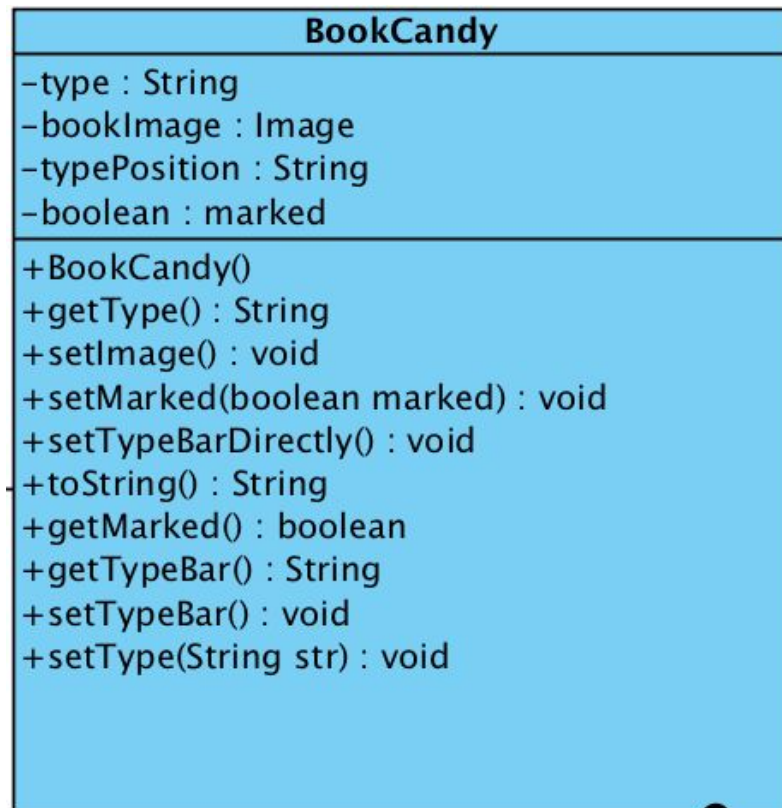 BookCandy
-type : String
-bookImage : Image
-typePosition : String
-boolean : marked
+BookCandy()
+getType() : String
+setImage() : void
+setMarked(boolean marked) : void
+setTypeBarDirectly() : void
+toString() : String
+getMarked() : boolean
+getTypeBar() : String
+setTypeBar() : void
+setType(String str) : void